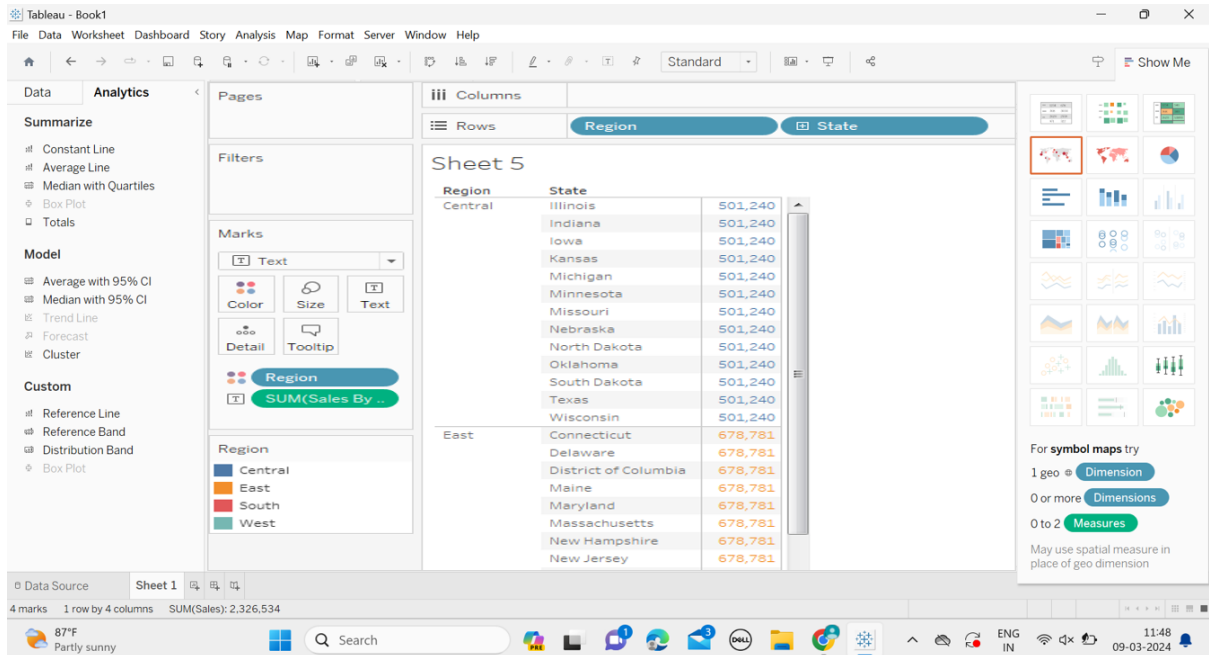 Tableau - Book1
File Data Worksheet Dashboard Story Analysis Map Format Server Window Help
Standard
Show Me
Data Analytics
Summarize
Constant Line
Average Line
Median with Quartiles
Box Plot
Totals
Model
Average with 95% CI
Median with 95% CI
Trend Line
Forecast
Cluster
Custom
Reference Line
Reference Band
Distribution Band
Box Plot
Pages
Filters
Marks
Text
Color Size Text
Detail Tooltip
Region
SUM(Sales By ..
Region
Central
East
South
West
Columns
Rows Region State
Sheet 5
Region State
Central Illinois 501,240
Indiana 501,240
Iowa 501,240
Kansas 501,240
Michigan 501,240
Minnesota 501,240
Missouri 501,240
Nebraska 501,240
North Dakota 501,240
Oklahoma 501,240
South Dakota 501,240
Texas 501,240
Wisconsin 501,240
East Connecticut 678,781
Delaware 678,781
District of Columbia 678,781
Maine 678,781
Maryland 678,781
Massachusetts 678,781
New Hampshire 678,781
New Jersey 678,781
For symbol maps try
1 geo Dimension
0 or more Dimensions
0 to 2 Measures
May use spatial measure in
place of geo dimension
Data Source Sheet 1
4 marks 1 row by 4 columns SUM(Sales): 2,326,534
87°F
Partly sunny
Search
PRE
2
3
DELL
ENG
IN
11:48
09-03-2024